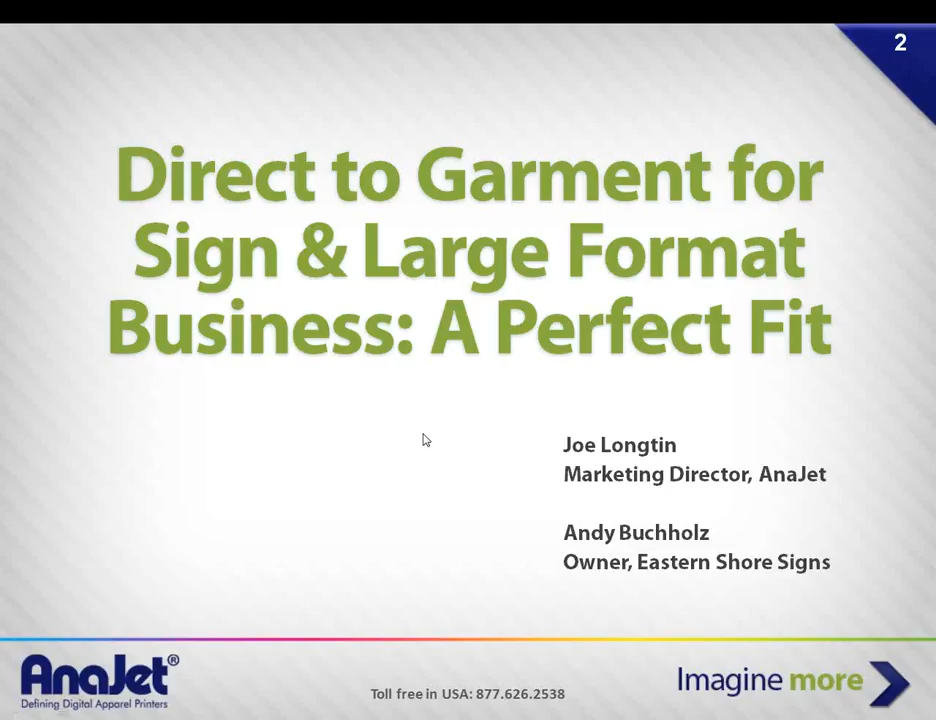 2
Direct to Garment for
Sign & Large Format
Business: A Perfect Fit
Joe Longtin
Marketing Director, AnaJet
Andy Buchholz
Owner, Eastern Shore Signs
AnaJet®
Defining Digital Apparel Printers
Toll free in USA: 877.626.2538
Imagine more